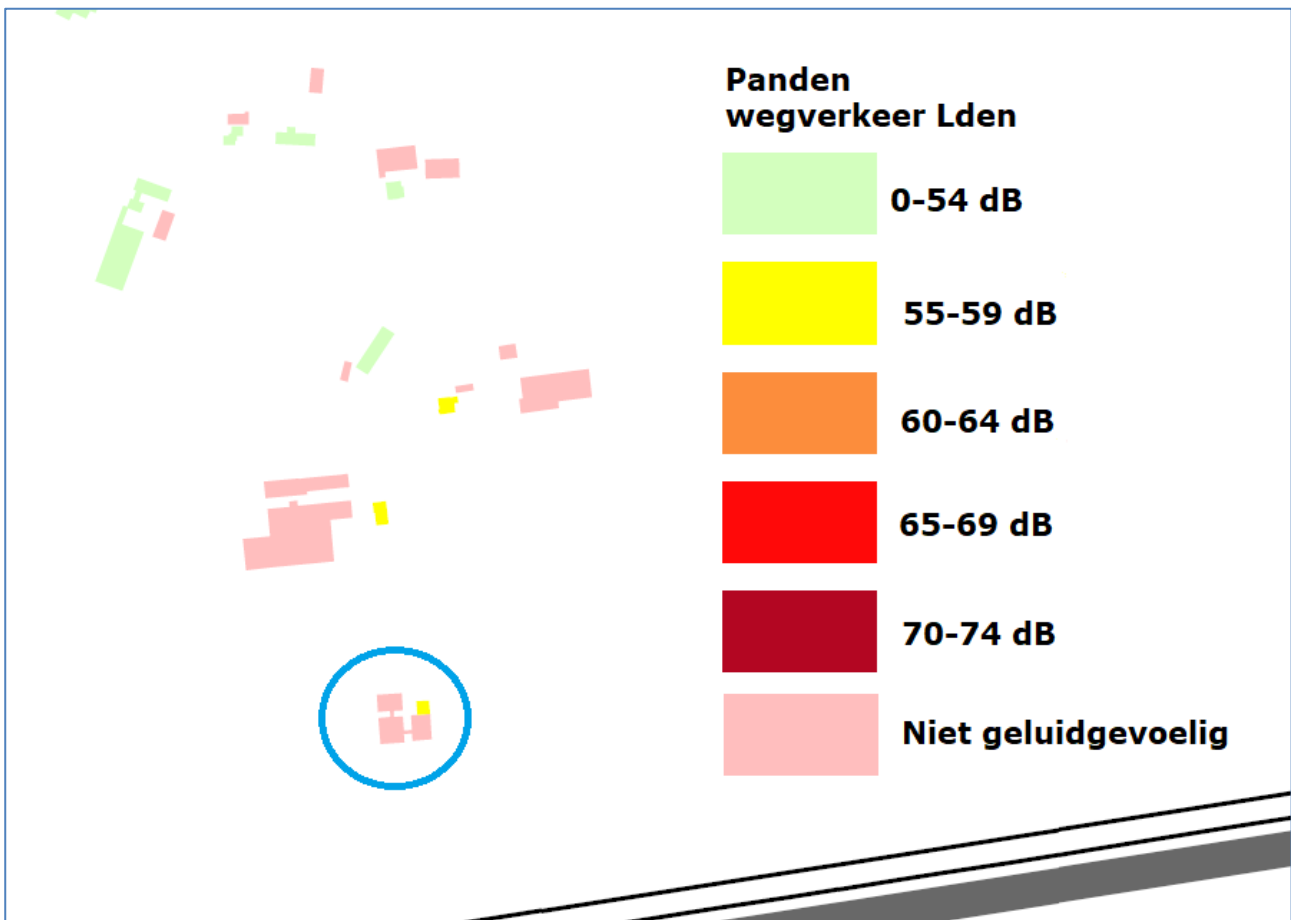 Panden
wegverkeer Lden
0-54 dB
55-59 dB
60-64 dB
65-69 dB
70-74 dB
Niet geluidgevoelig